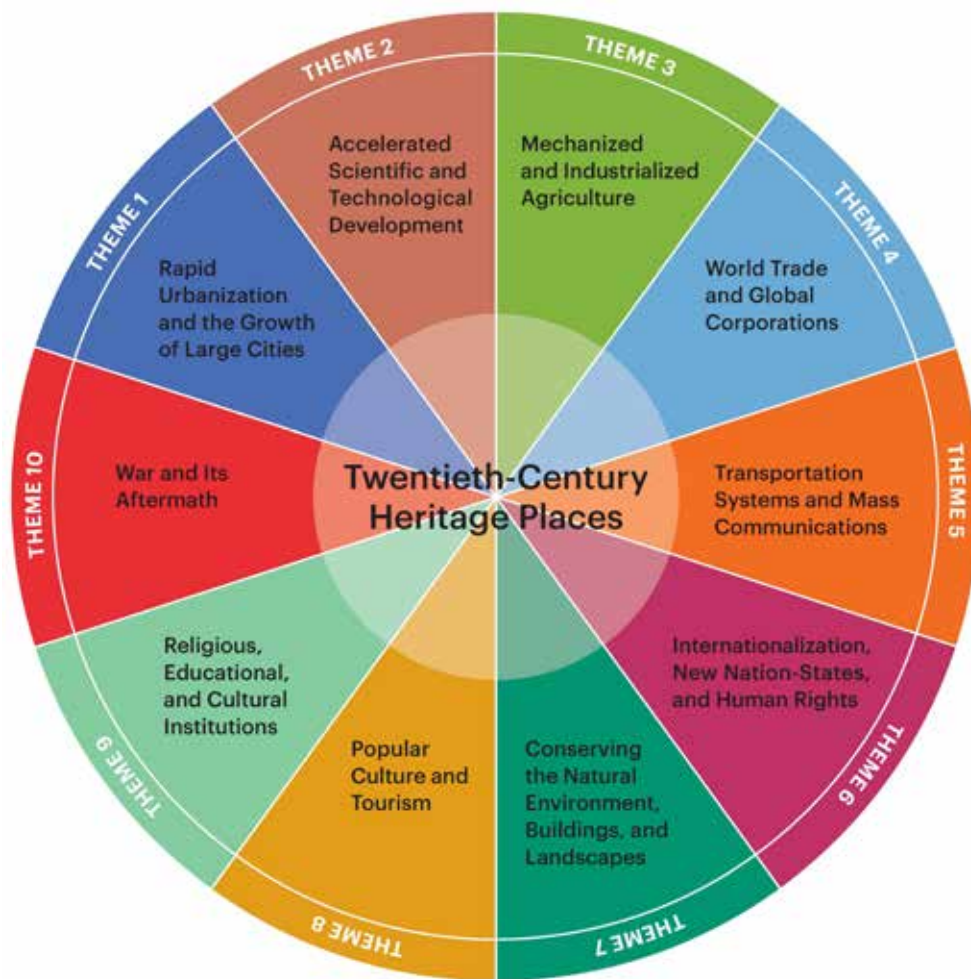 THEME 1
Rapid
Urbanization
and the Growth
of Large Cities
THEME 2
Accelerated
Scientific and
Technological
Development
THEME 3
Mechanized
and Industrialized
Agriculture
THEME 4
World Trade
and Global
Corporations
THEME 5
Transportation
Systems and Mass
Communications
THEME 6
Internationalization,
New Nation-States,
and Human Rights
THEME 7
Conserving
the Natural
Environment,
Buildings, and
Landscapes
THEME 8
Popular
Culture and
Tourism
THEME 9
Religious,
Educational,
and Cultural
Institutions
THEME 10
War and Its
Aftermath
Twentieth-Century
Heritage Places